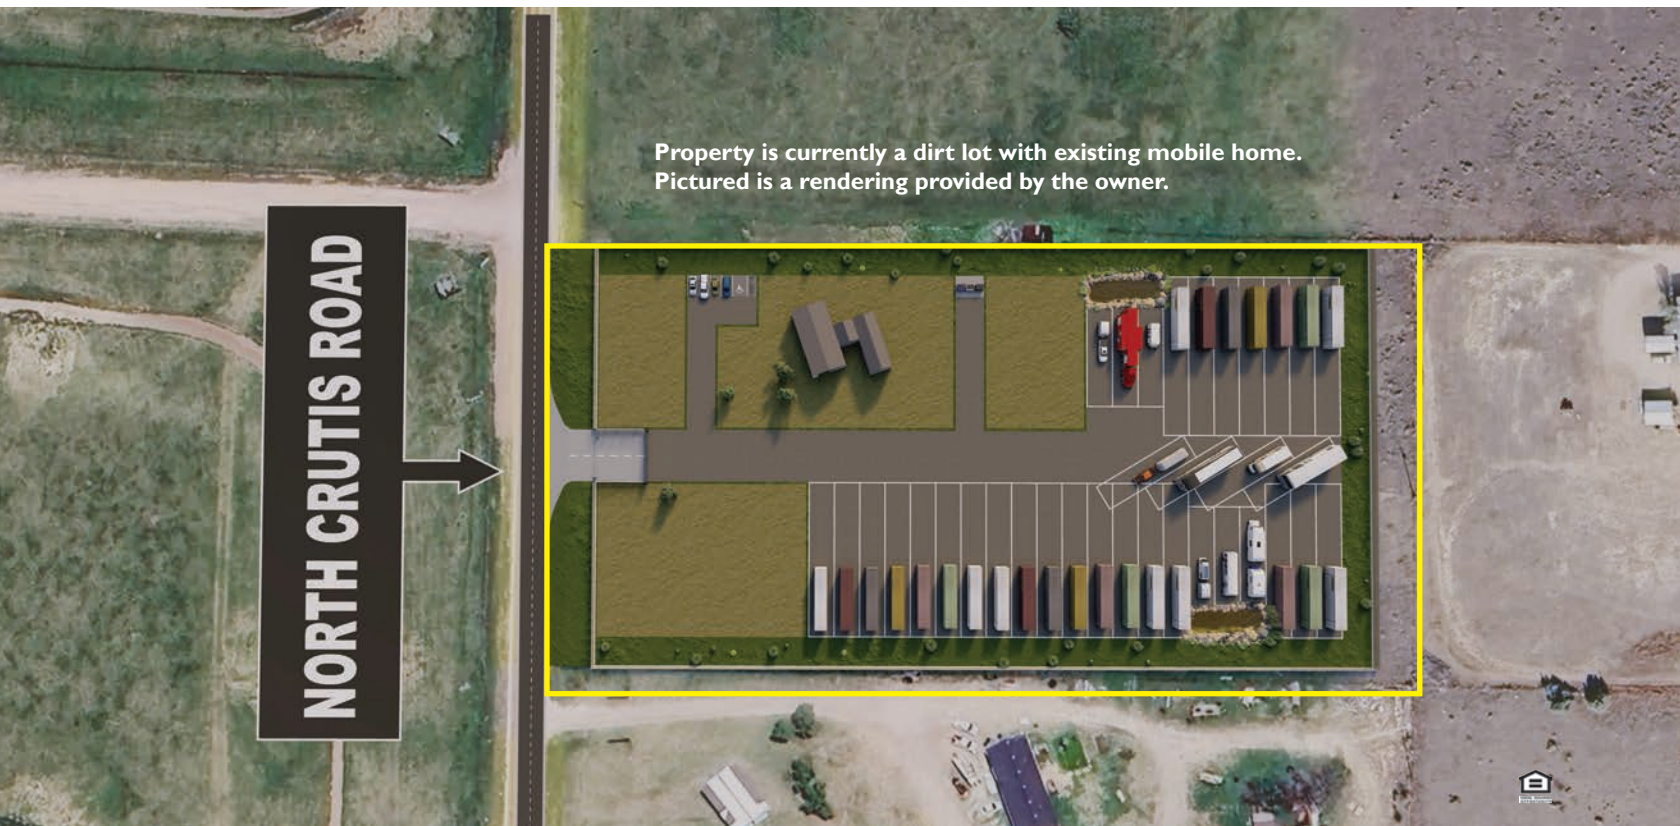 Property is currently a dirt lot with existing mobile home.
Pictured is a rendering provided by the owner.
NORTH CRUTIS ROAD